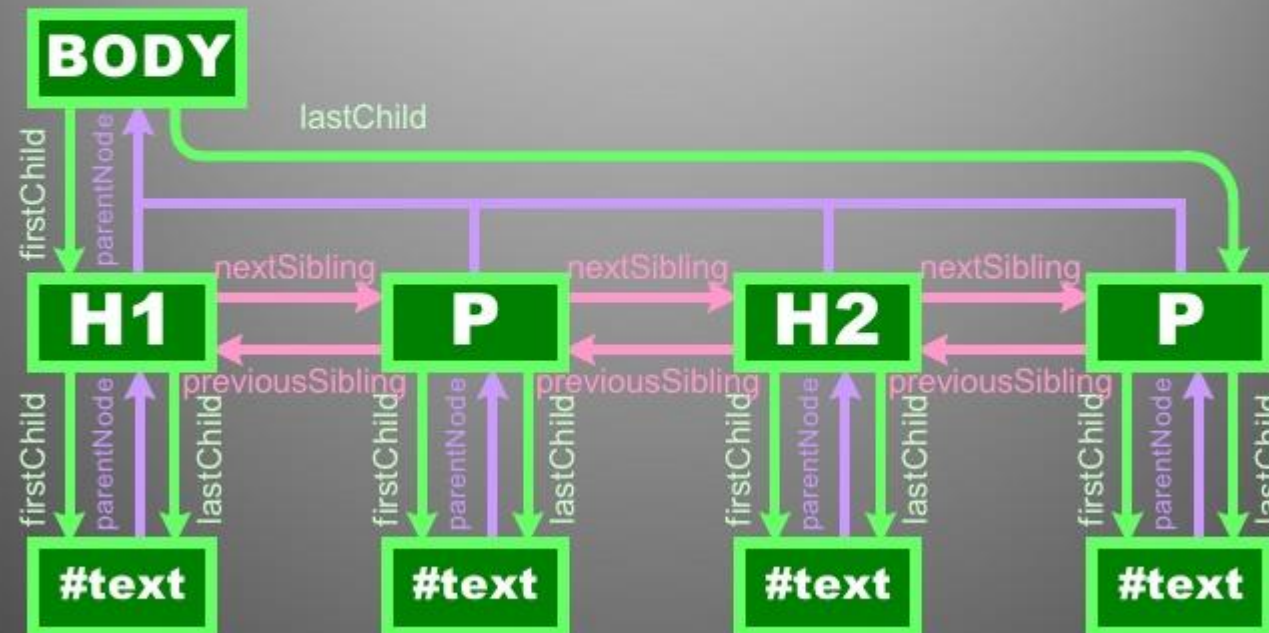 BODY
lastChild
firstChild
parentNode
nextSibling
nextSibling
nextSibling
H1
P
H2
P
previousSibling
previousSibling
previousSibling
firstChild
parentNode
lastChild
firstChild
parentNode
lastChild
firstChild
parentNode
lastChild
firstChild
parentNode
lastChild
#text
#text
#text
#text